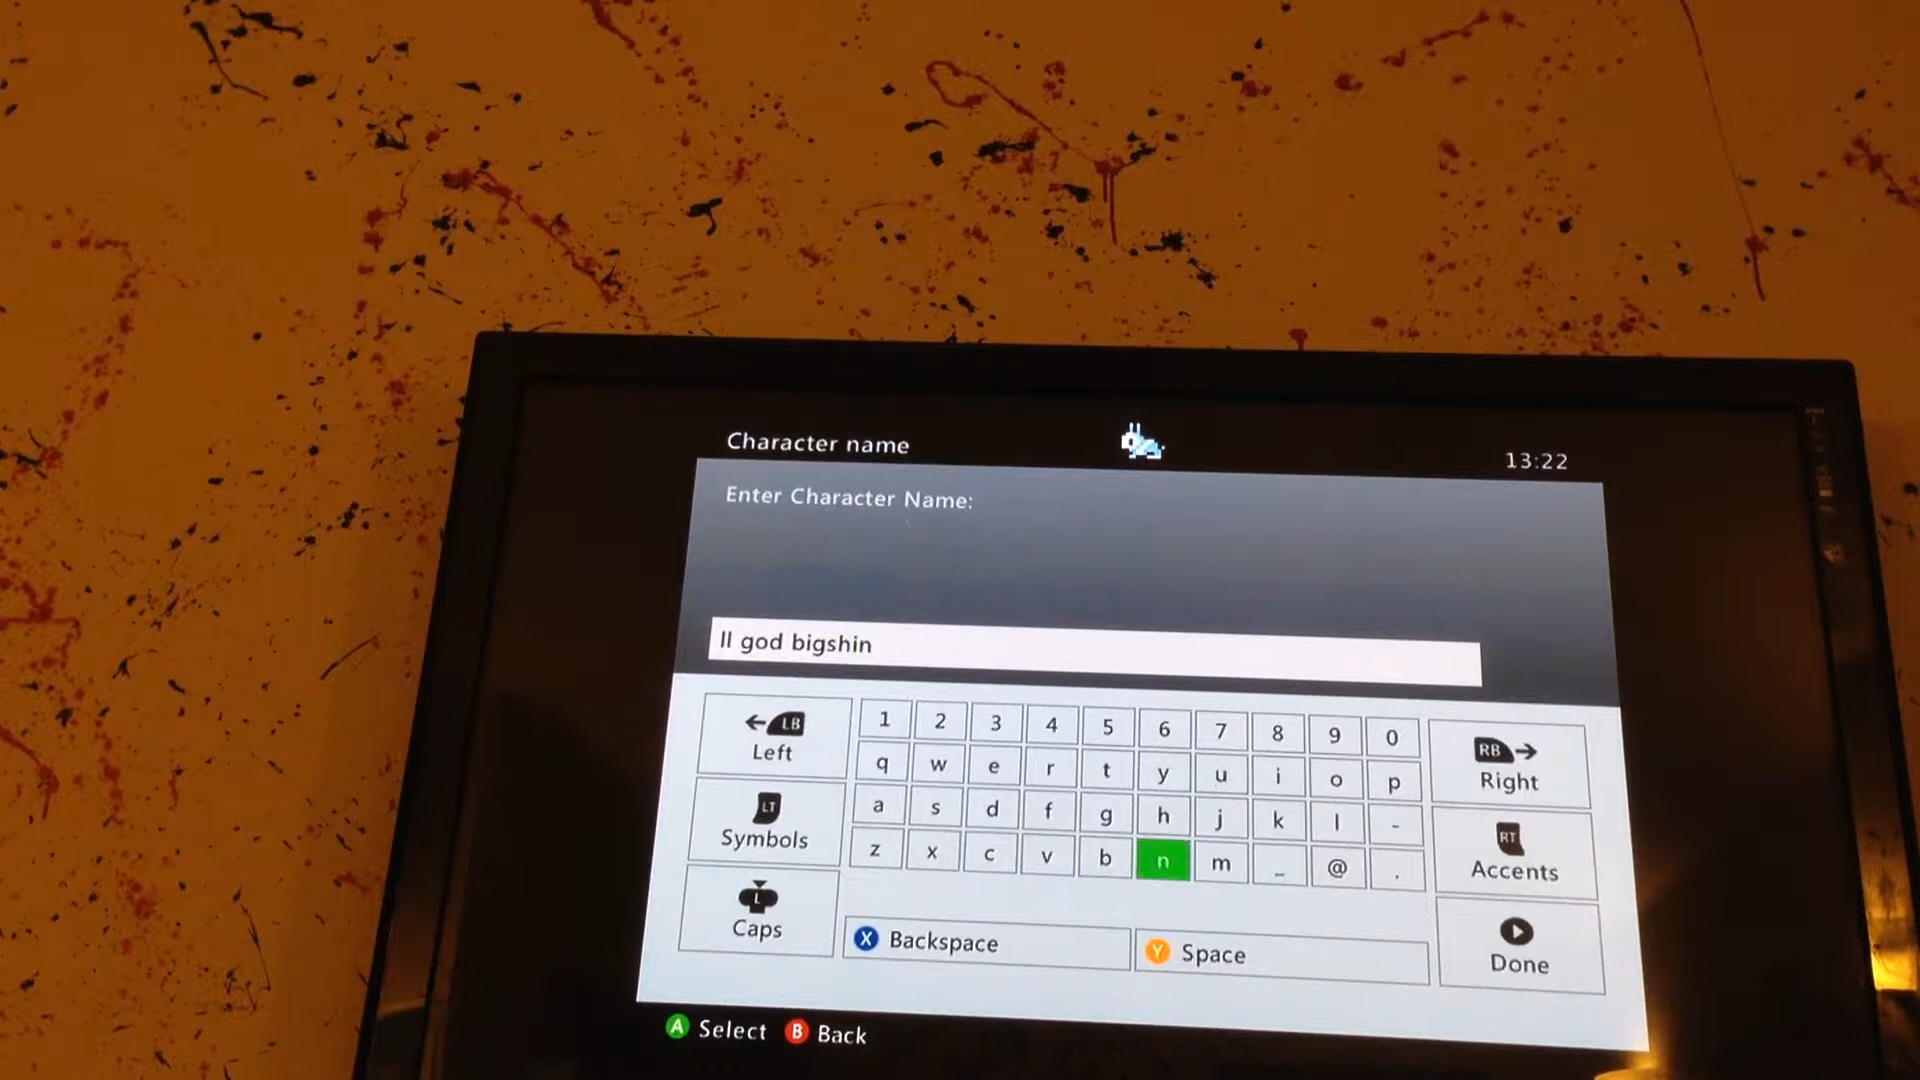 Character name
13:22
Enter Character Name:
ll god bigshin
LB
Left
1 2 3 4 5 6 7 8 9 0
RB
Right
q w e r t y u i o p
LT
Symbols
a s d f g h j k l -
RT
Accents
z x c v b n m _ @ .
L
Caps
X Backspace
Y Space
Done
A Select B Back